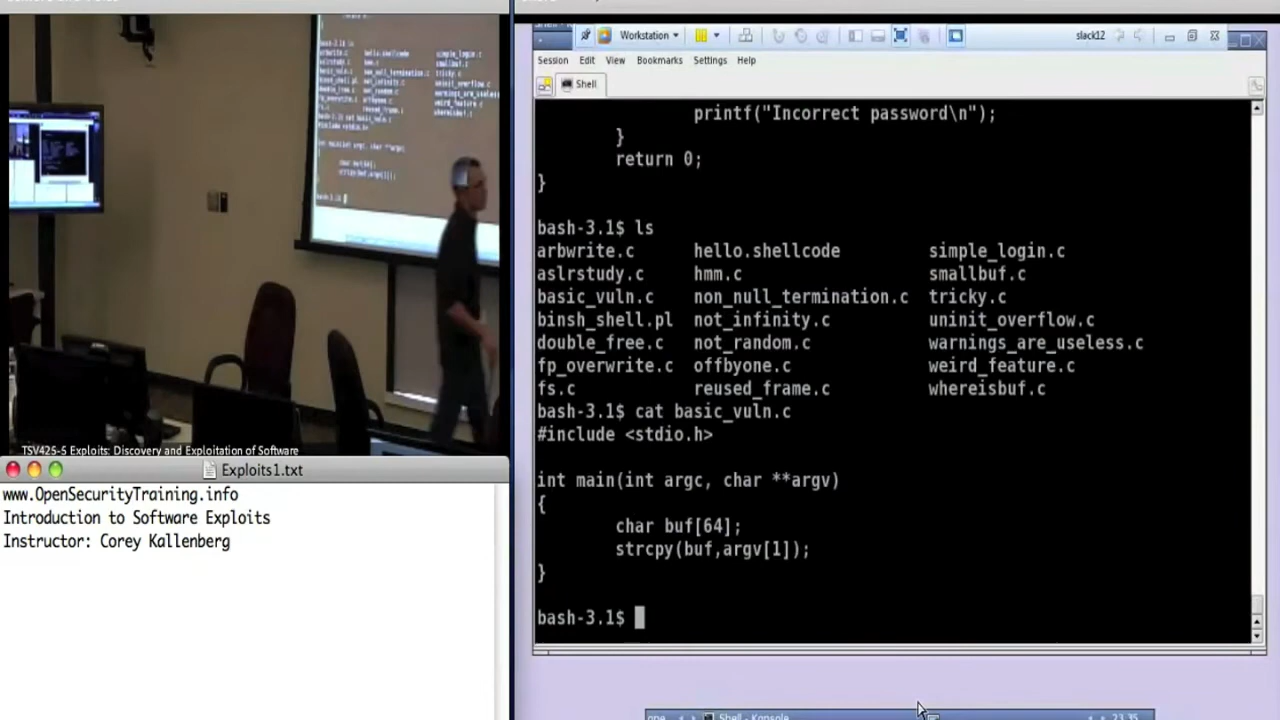 TSV425-5 Exploits: Discovery and Exploitation of Software
Exploits1.txt
www.OpenSecurityTraining.info
Introduction to Software Exploits
Instructor: Corey Kallenberg
Workstation
slack12
Session Edit View Bookmarks Settings Help
Shell
printf("Incorrect password\n");
}
return 0;
}
bash-3.1$ ls
arbwrite.c hello.shellcode simple_login.c
aslrstudy.c hmm.c smallbuf.c
basic_vuln.c non_null_termination.c tricky.c
binsh_shell.pl not_infinity.c uninit_overflow.c
double_free.c not_random.c warnings_are_useless.c
fp_overwrite.c offbyone.c weird_feature.c
fs.c reused_frame.c whereisbuf.c
bash-3.1$ cat basic_vuln.c
#include <stdio.h>
int main(int argc, char **argv)
{
char buf[64];
strcpy(buf,argv[1]);
}
bash-3.1$
Shell - Konsole
23:35